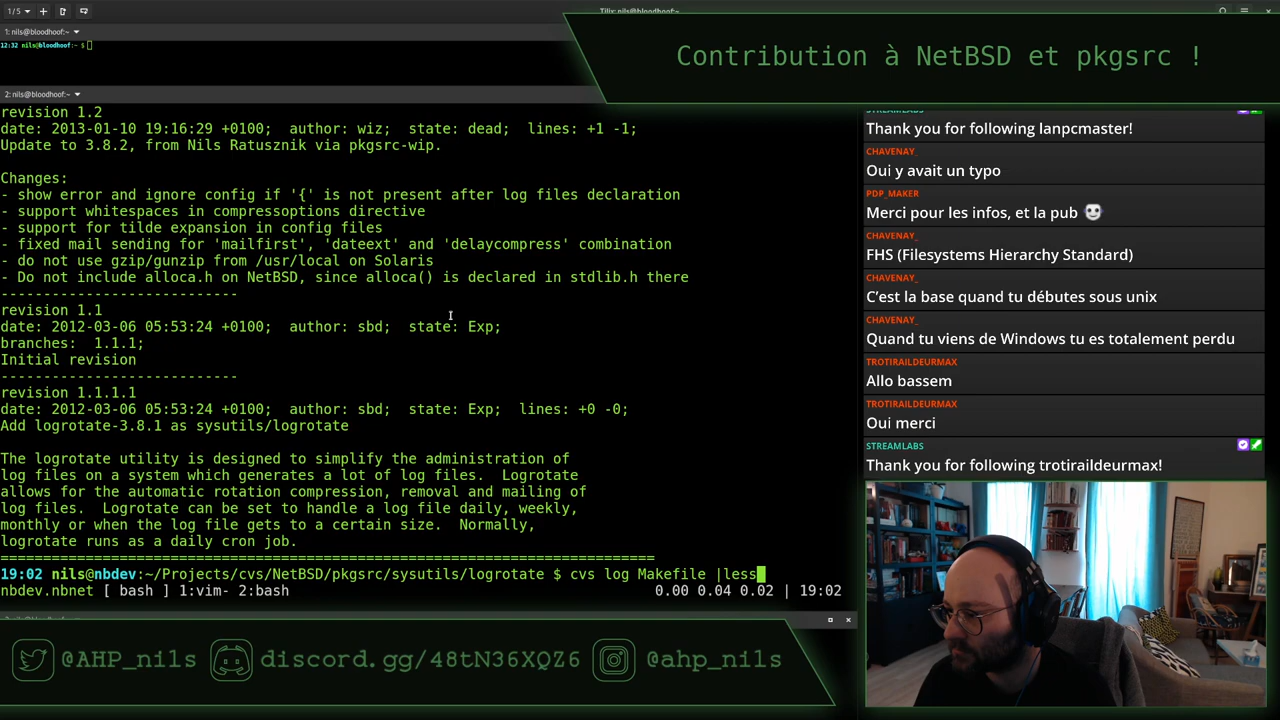 1 / 5
Tilix: nils@bloodhoof:~
1: nils@bloodhoof:~
12:32 nils@bloodhoof:~ $
Contribution à NetBSD et pkgsrc !
2: nils@bloodhoof:~
revision 1.2
date: 2013-01-10 19:16:29 +0100;  author: wiz;  state: dead;  lines: +1 -1;
Update to 3.8.2, from Nils Ratusznik via pkgsrc-wip.
Changes:
- show error and ignore config if '{' is not present after log files declaration
- support whitespaces in compressoptions directive
- support for tilde expansion in config files
- fixed mail sending for 'mailfirst', 'dateext' and 'delaycompress' combination
- do not use gzip/gunzip from /usr/local on Solaris
- Do not include alloca.h on NetBSD, since alloca() is declared in stdlib.h there
----------------------------
revision 1.1
date: 2012-03-06 05:53:24 +0100;  author: sbd;  state: Exp;
branches:  1.1.1;
Initial revision
----------------------------
revision 1.1.1.1
date: 2012-03-06 05:53:24 +0100;  author: sbd;  state: Exp;  lines: +0 -0;
Add logrotate-3.8.1 as sysutils/logrotate
The logrotate utility is designed to simplify the administration of
log files on a system which generates a lot of log files.  Logrotate
allows for the automatic rotation compression, removal and mailing of
log files.  Logrotate can be set to handle a log file daily, weekly,
monthly or when the log file gets to a certain size.  Normally,
logrotate runs as a daily cron job.
=============================================================================
19:02 nils@nbdev:~/Projects/cvs/NetBSD/pkgsrc/sysutils/logrotate $ cvs log Makefile |less
nbdev.nbnet [ bash ] 1:vim- 2:bash 0.00 0.04 0.02 | 19:02
STREAMLABS
Thank you for following lanpcmaster!
CHAVENAY_
Oui y avait un typo
PDP_MAKER
Merci pour les infos, et la pub
CHAVENAY_
FHS (Filesystems Hierarchy Standard)
CHAVENAY_
C’est la base quand tu débutes sous unix
CHAVENAY_
Quand tu viens de Windows tu es totalement perdu
TROTIRAILDEURMAX
Allo bassem
TROTIRAILDEURMAX
Oui merci
STREAMLABS
Thank you for following trotiraildeurmax!
@AHP_nils discord.gg/48tN36XQZ6 @ahp_nils